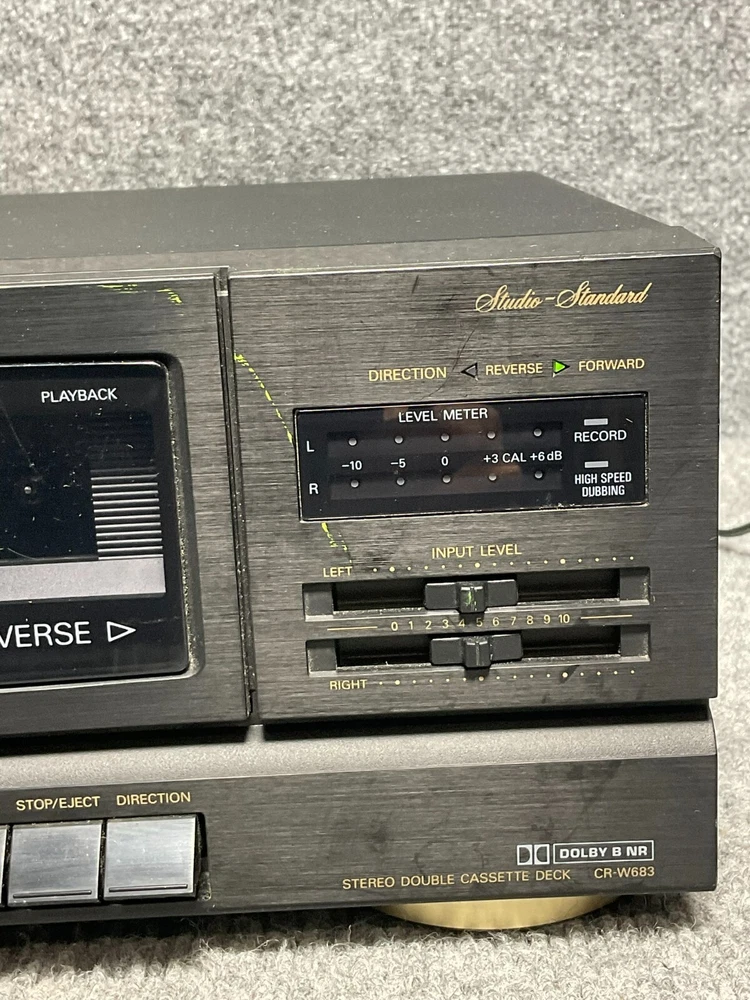 Studio-Standard
DIRECTION ◁ REVERSE ▷ FORWARD
PLAYBACK
LEVEL METER
L
RECORD
-10 -5 0 +3 CAL +6 dB
R
HIGH SPEED
DUBBING
INPUT LEVEL
LEFT
0 1 2 3 4 5 6 7 8 9 10
VERSE ▷
RIGHT
STOP/EJECT DIRECTION
DOLBY B NR
STEREO DOUBLE CASSETTE DECK CR-W683